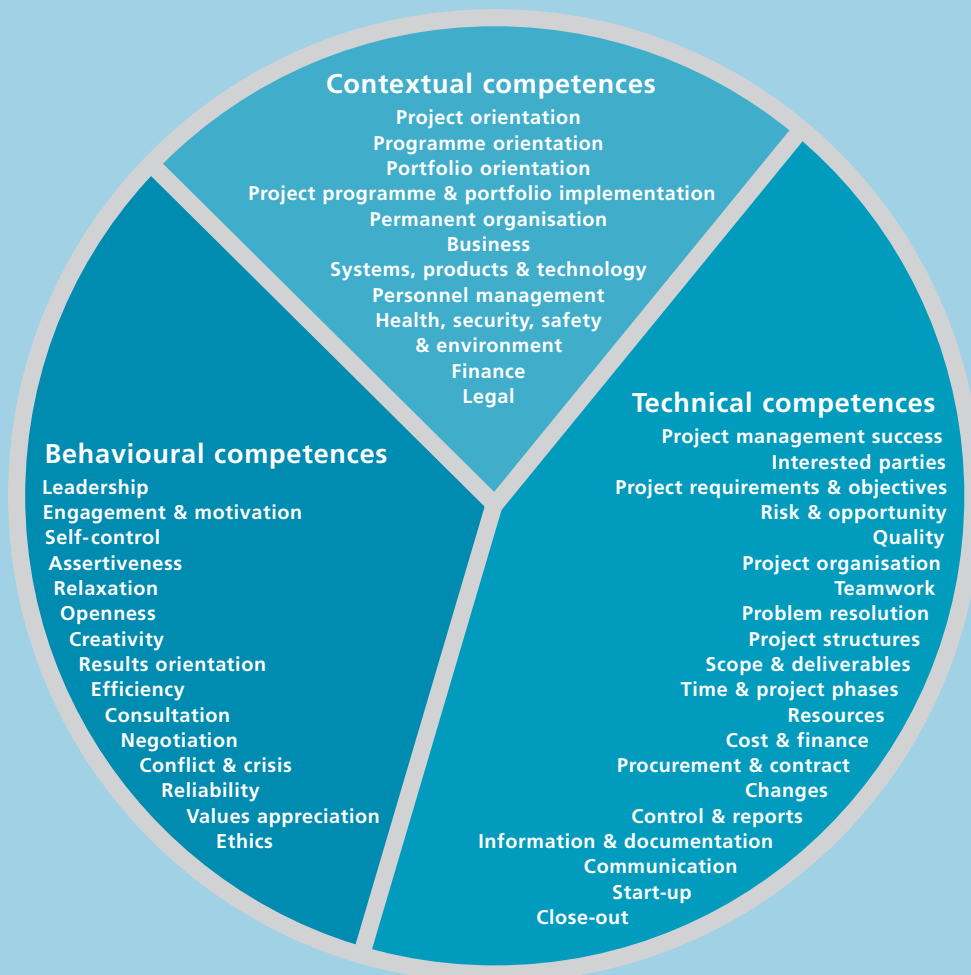 Contextual competences
Project orientation
Programme orientation
Portfolio orientation
Project programme & portfolio implementation
Permanent organisation
Business
Systems, products & technology
Personnel management
Health, security, safety
& environment
Finance
Legal
Technical competences
Project management success
Interested parties
Project requirements & objectives
Risk & opportunity
Quality
Project organisation
Teamwork
Problem resolution
Project structures
Scope & deliverables
Time & project phases
Resources
Cost & finance
Procurement & contract
Changes
Control & reports
Information & documentation
Communication
Start-up
Close-out
Behavioural competences
Leadership
Engagement & motivation
Self-control
Assertiveness
Relaxation
Openness
Creativity
Results orientation
Efficiency
Consultation
Negotiation
Conflict & crisis
Reliability
Values appreciation
Ethics